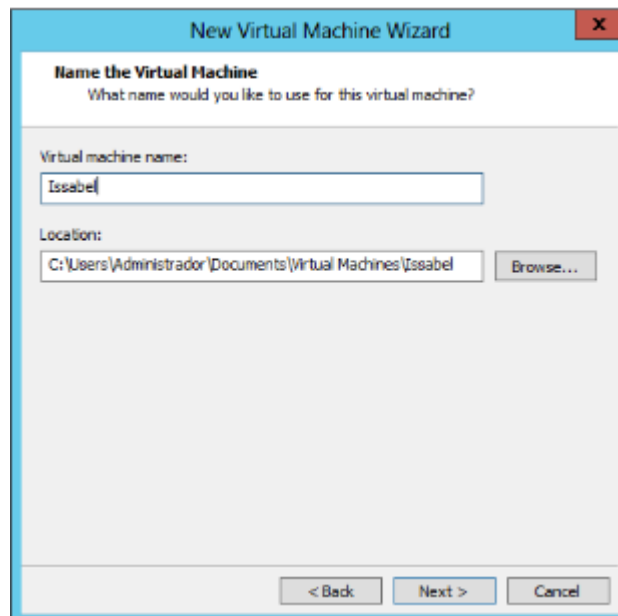 New Virtual Machine Wizard
x
Name the Virtual Machine
What name would you like to use for this virtual machine?
Virtual machine name:
Issabel
Location:
C:\Users\Administrador\Documents\Virtual Machines\Issabel
Browse...
< Back Next > Cancel